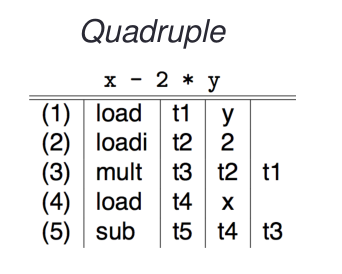 Quadruple
x - 2 * y
(1) load t1 y
(2) loadi t2 2
(3) mult t3 t2 t1
(4) load t4 x
(5) sub t5 t4 t3